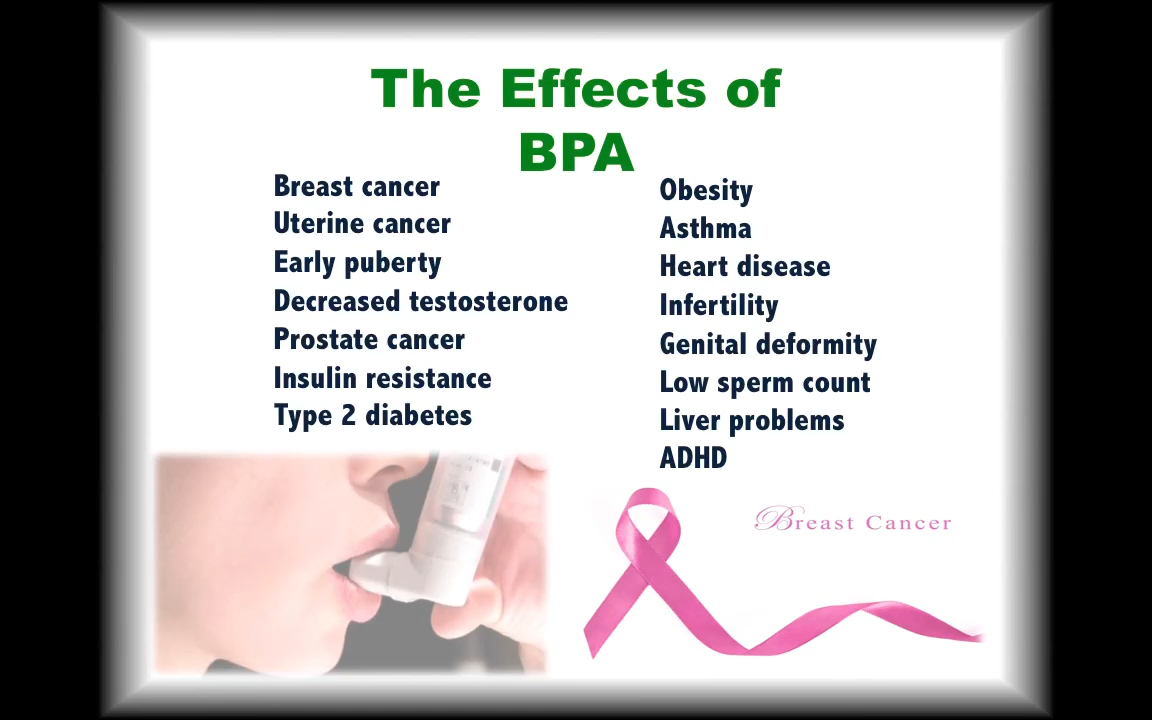 The Effects of
BPA
Breast cancer
Uterine cancer
Early puberty
Decreased testosterone
Prostate cancer
Insulin resistance
Type 2 diabetes
Obesity
Asthma
Heart disease
Infertility
Genital deformity
Low sperm count
Liver problems
ADHD
Breast Cancer